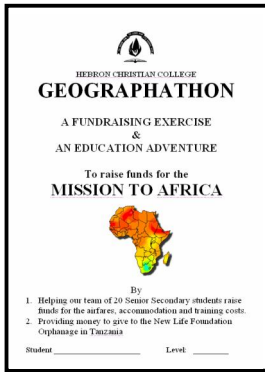 HEBRON CHRISTIAN COLLEGE
GEOGRAPHATHON
A FUNDRAISING EXERCISE
&
AN EDUCATION ADVENTURE
To raise funds for the
MISSION TO AFRICA
By
1. Helping our team of 20 Senior Secondary students raise
funds for the airfares, accommodation and training costs.
2. Providing money to give to the New Life Foundation
Orphanage in Tanzania
Student ____________________ Level: ________